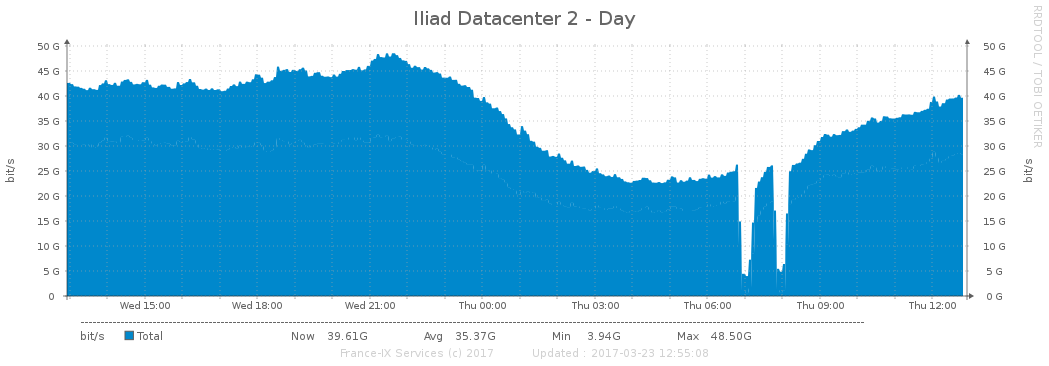 Iliad Datacenter 2 - Day
RRDTOOL / TOBI OETIKER
50 G 50 G
45 G 45 G
40 G 40 G
35 G 35 G
30 G 30 G
25 G 25 G
20 G 20 G
15 G 15 G
10 G 10 G
5 G 5 G
0 0 G
bit/s
bit/s
Wed 15:00 Wed 18:00 Wed 21:00 Thu 00:00 Thu 03:00 Thu 06:00 Thu 09:00 Thu 12:00
bit/s Total Now 39.61G Avg 35.37G Min 3.94G Max 48.50G
France-IX Services (c) 2017 Updated : 2017-03-23 12:55:08